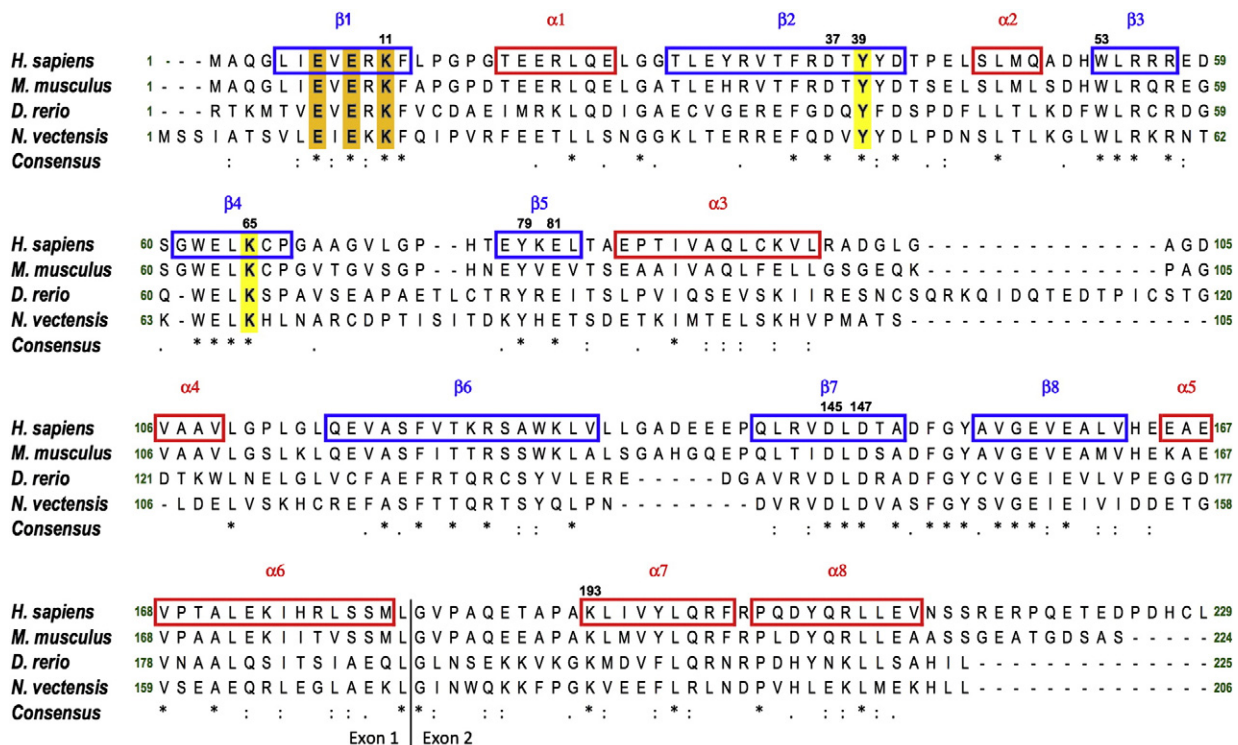 β1 α1 β2 α2 β3
11 37 39 53
H. sapiens 1 - - - M A Q G L I E V E R K F L P G P G T E E R L Q E L G G T L E Y R V T F R D T Y Y D T P E L S L M Q A D H W L R R R E D 59
M. musculus 1 - - - M A Q G L I E V E R K F A P G P D T E E R L Q E L G A T L E H R V T F R D T Y Y D T S E L S L M L S D H W L R Q R E G 59
D. rerio 1 - - - R T K M T V E V E R K F V C D A E I M R K L Q D I G A E C V G E R E F G D Q Y F D S P D F L L T L K D F W L R C R G 59
N. vectensis 1 M S S I A T S V L E I E K K F Q I P V R F E E T L L S N G G K L T E R R E F Q D V Y Y D L P D N S L T L K G L W L R K R N T 62
Consensus : : * : * : * * . * . * * * : * . : * . * * * * :
β4 β5 α3
65 79 81
H. sapiens 60 S G W E L K C P G A A G V L G P - - H T E Y K E L T A E P T I V A Q L C K V L R A D G L G - - - - - - - - - - - - - - A G D 105
M. musculus 60 S G W E L K C P G V T G V S G P - - H N E Y V E V T S E A A I V A Q L F E L L G S G E Q K - - - - - - - - - - - - - - P A G 105
D. rerio 60 Q - W E L K S P A V S E A P A E T L C T R Y R E I T S L P V I Q S E V S K I I R E S N C S Q R K Q I D Q T E D T P I C S T G 120
N. vectensis 63 K - W E L K H L N A R C D P T I S I T D K Y H E T S D E T K I M T E L S K H V P M A T S - - - - - - - - - - - - - - - - - - 105
Consensus . * * * * . . * * : . * : : : : :
α4 β6 β7 β8 α5
145 147
H. sapiens 106 V A A V L G P L G L Q E V A S F V T K R S A W K L V L L G A D E E E P Q L R V D L D T A D F G Y A V G E V E A L V H E E A E 167
M. musculus 106 V A A V L G S L K L Q E V A S F I T T R S S W K L A L S G A H G Q E P Q L T I D L D S A D F G Y A V G E V E A M V H E K A E 167
D. rerio 121 D T K W L N E L G L V C F A E F R T Q R C S Y V L E R E - - - - - D G A V R V D L D R A D F G Y C V G E I E V L V P E G G D 177
N. vectensis 106 - L D E L V S K H C R E F A S F T T Q R T S Y Q L P N - - - - - - - - D V R V D L D V A S F G Y S V G E I E I V I D D E T G 158
Consensus * . * . * * * : : * : : * * * * . * * * * * * : * : : :
α6 α7 α8
193
H. sapiens 168 V P T A L E K I H R L S S M L G V P A Q E T A P A K L I V Y L Q R F R P Q D Y Q R L L E V N S S R E R P Q E T E D P D H C L 229
M. musculus 168 V P A A L E K I I T V S S M L G V P A Q E E A P A K L M V Y L Q R F R P L D Y Q R L L E A A S S G E A T G D S A S - - - - - 224
D. rerio 178 V N A A L Q S I T S I A E Q L G L N S E K K V K G K M D V F L Q R N R P D H Y N K L L S A H I L - - - - - - - - - - - - - - 225
N. vectensis 159 V S E A E Q R L E G L A E K L G I N W Q K K F P G K V E E F L R L N D P V H L E K L M E K H L L - - - - - - - - - - - - - - 206
Consensus * * : : : : . * * : : : . * : : * : * . : : * : .
Exon 1 Exon 2